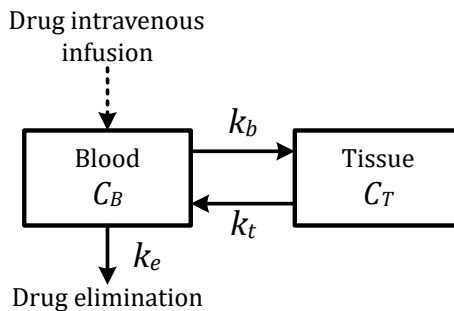 Drug intravenous
infusion
Blood
C_B
k_b
Tissue
C_T
k_t
k_e
Drug elimination